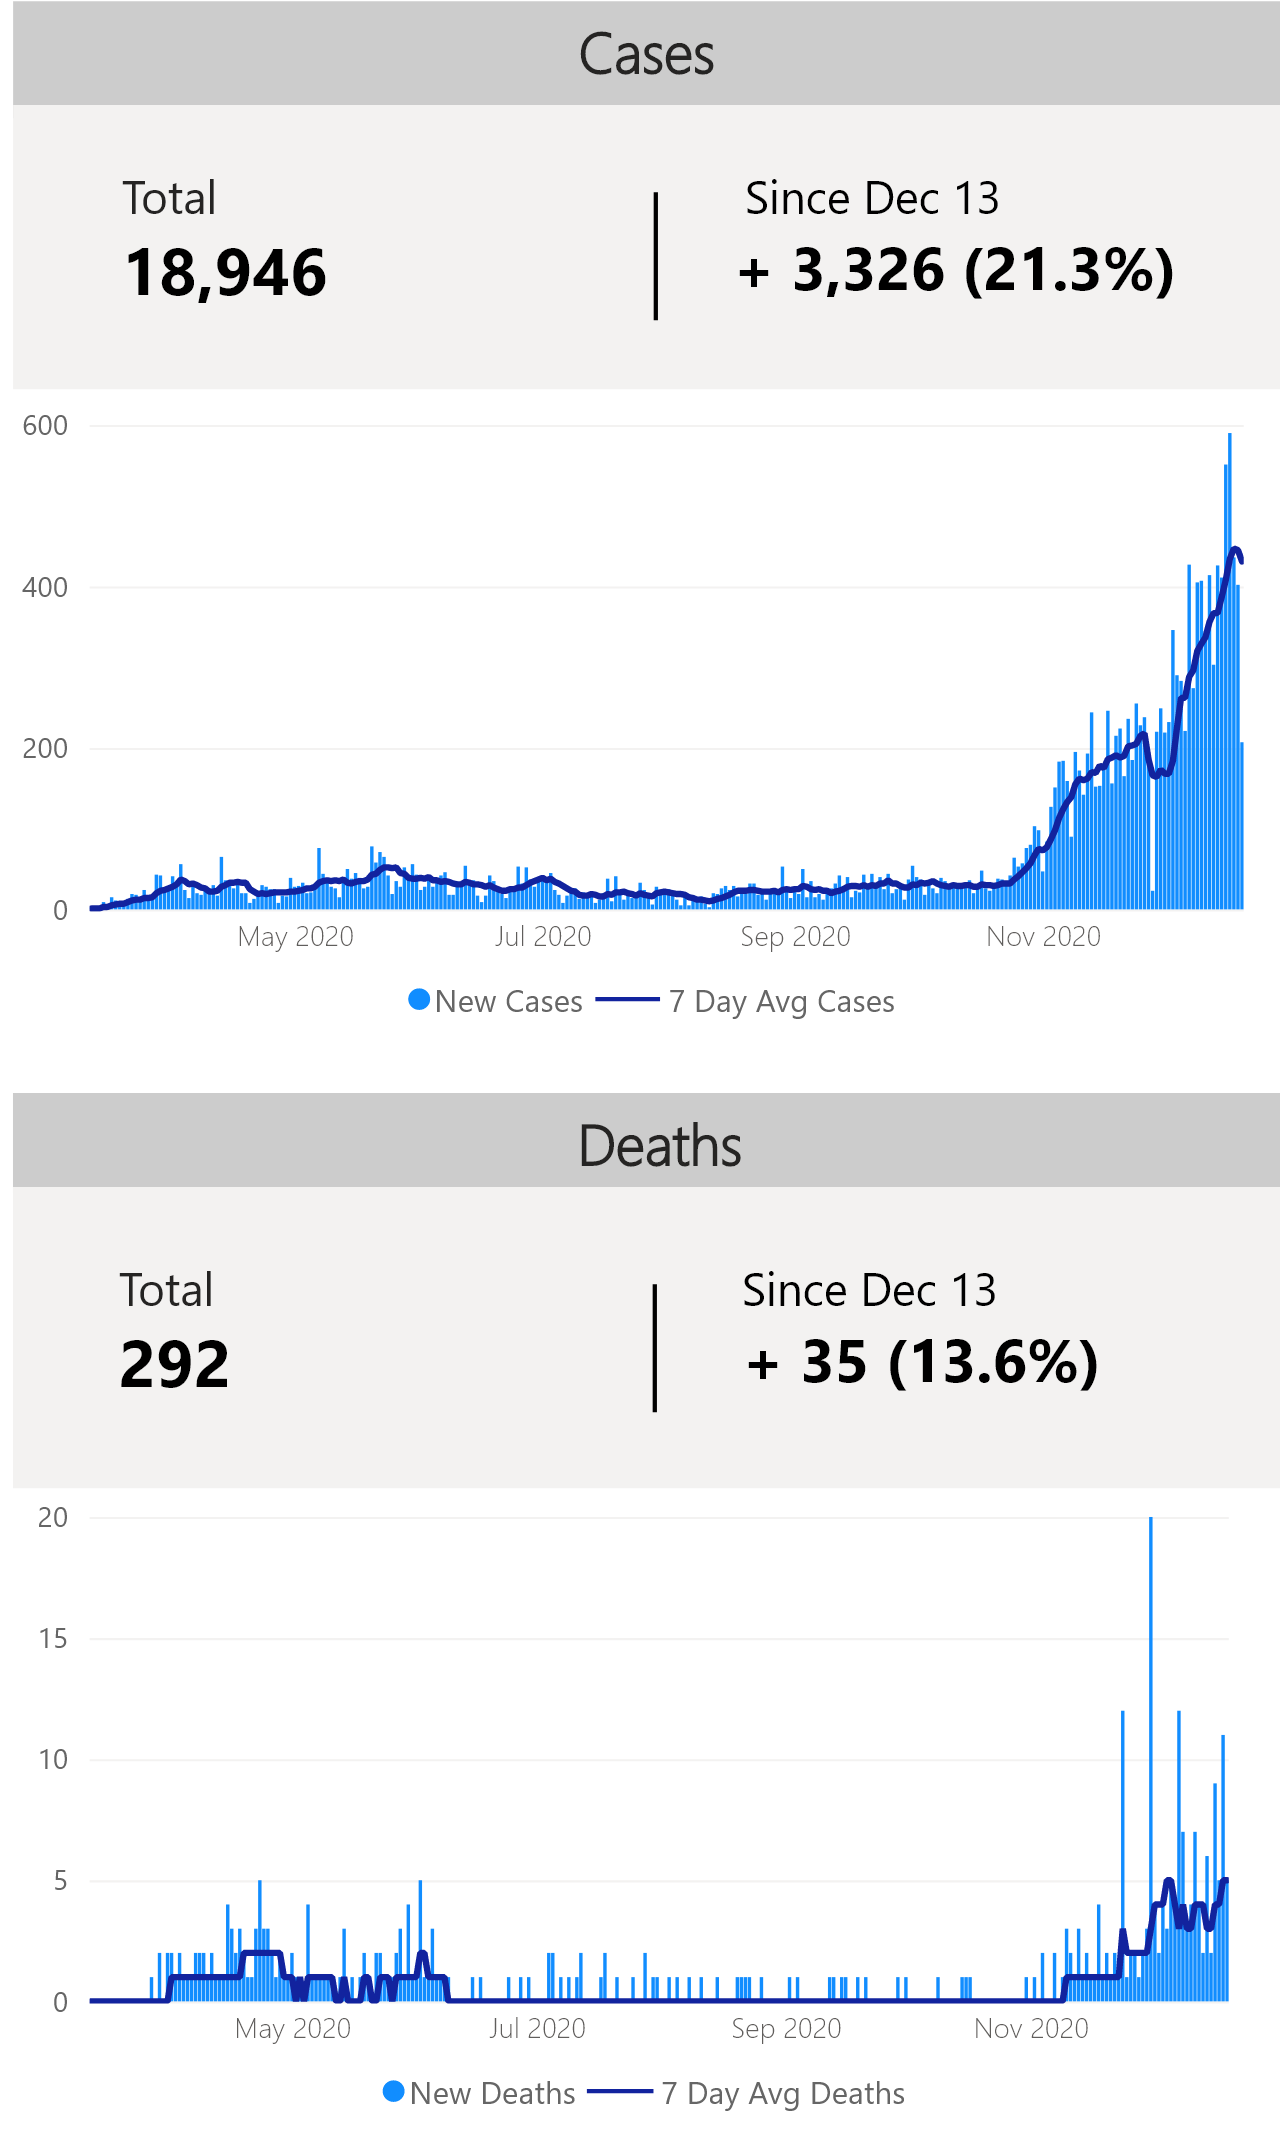 Cases
Total
Since Dec 13
18,946
+ 3,326 (21.3%)
600
400
200
0
May 2020
Jul 2020
Sep 2020
Nov 2020
New Cases
7 Day Avg Cases
Deaths
Total
Since Dec 13
292
+ 35 (13.6%)
20
15
10
5
0
May 2020
Jul 2020
Sep 2020
Nov 2020
New Deaths
7 Day Avg Deaths